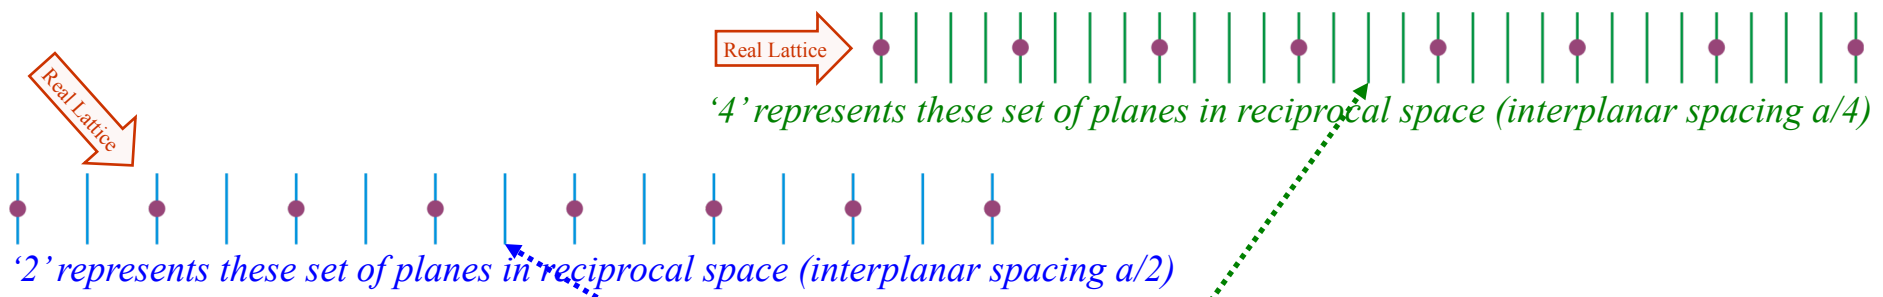 Real Lattice
‘4’ represents these set of planes in reciprocal space (interplanar spacing a/4)
Real Lattice
‘2’ represents these set of planes in reciprocal space (interplanar spacing a/2)